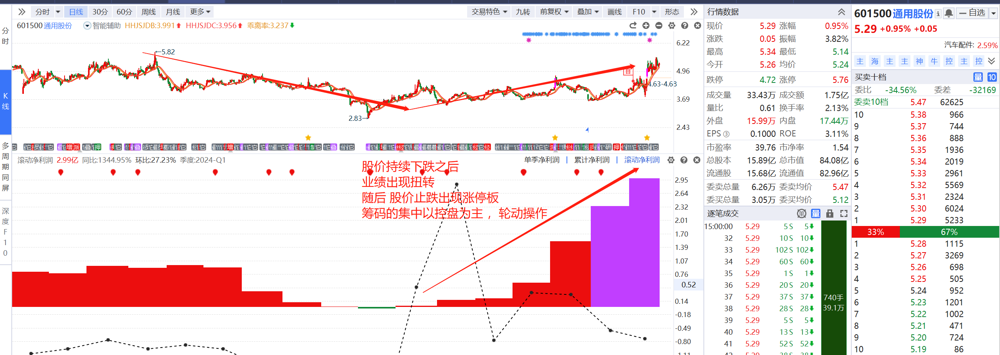 分时 日线 30分 60分 周线 月线 更多
交易特色 九转 前复权 叠加 画线 F10 形态
601500 通用股份 智能辅助 HHJSJDB:3.991 HHJSJDC:3.956 乖离率:3.237
分时
K线
多周期同屏
深度F10
←5.82
2.83→
4.63-4.63
6.22
4.96
3.69
2.43
滚动净利润 2.99亿 同比:1344.95% 环比:27.23% 季度:2024-Q1
单季净利润 累计净利润 滚动净利润
股价持续下跌之后
业绩出现扭转
随后 股价止跌出现涨停板
筹码的集中以控盘为主 ，轮动操作
2.95
2.64
2.32
2.01
1.70
1.39
1.07
0.76
0.52
0.14
-0.18
-0.49
-0.80
行情数据
现价 5.29 涨幅 0.95%
涨跌 0.05 振幅 3.82%
最高 5.34 最低 5.14
今开 5.26 均价 5.24
跌停 4.72 涨停 5.76
成交量 33.43万 成交额 1.75亿
量比 0.61 换手率 2.13%
外盘 15.99万 内盘 17.44万
EPS③ 0.1000 ROE 3.11%
市盈率 39.76 市净率 1.54
总股本 15.89亿 总市值 84.08亿
流通股 15.68亿 流通值 82.96亿
委卖总量 6.26万 委卖均价 5.47
委买总量 3.05万 委买均价 5.12
逐笔成交 单 量
15:00:00 5.29 5 S 5
32 5.29 10 S 10
33 5.29 102 S 102
34 5.29 60 S 60
35 5.29 1 S 1
36 5.29 20 S 20
37 5.29 37 S 37
38 5.29 28 S 28
39 5.29 5 S 5
40 5.29 13 S 13
41 5.29 52 S 52
740手
39.1万
601500 通用股份 自选
5.29 +0.95% +0.05
汽车配件: 2.59%
主 海 主 主 神 牛 控 主 控
买卖十档 量 10
委比 -34.56% 委差 -32169
委卖10档 5.47 62625
10 5.38 966
9 5.37 744
8 5.36 888
7 5.35 1936
6 5.34 2019
5 5.33 2961
4 5.32 5569
3 5.31 2324
2 5.30 6024
1 5.29 5233
33% 67%
1 5.28 1115
2 5.27 3269
3 5.26 698
4 5.25 505
5 5.24 952
6 5.23 1201
7 5.22 1002
8 5.21 471
9 5.20 724
10 5.19 86